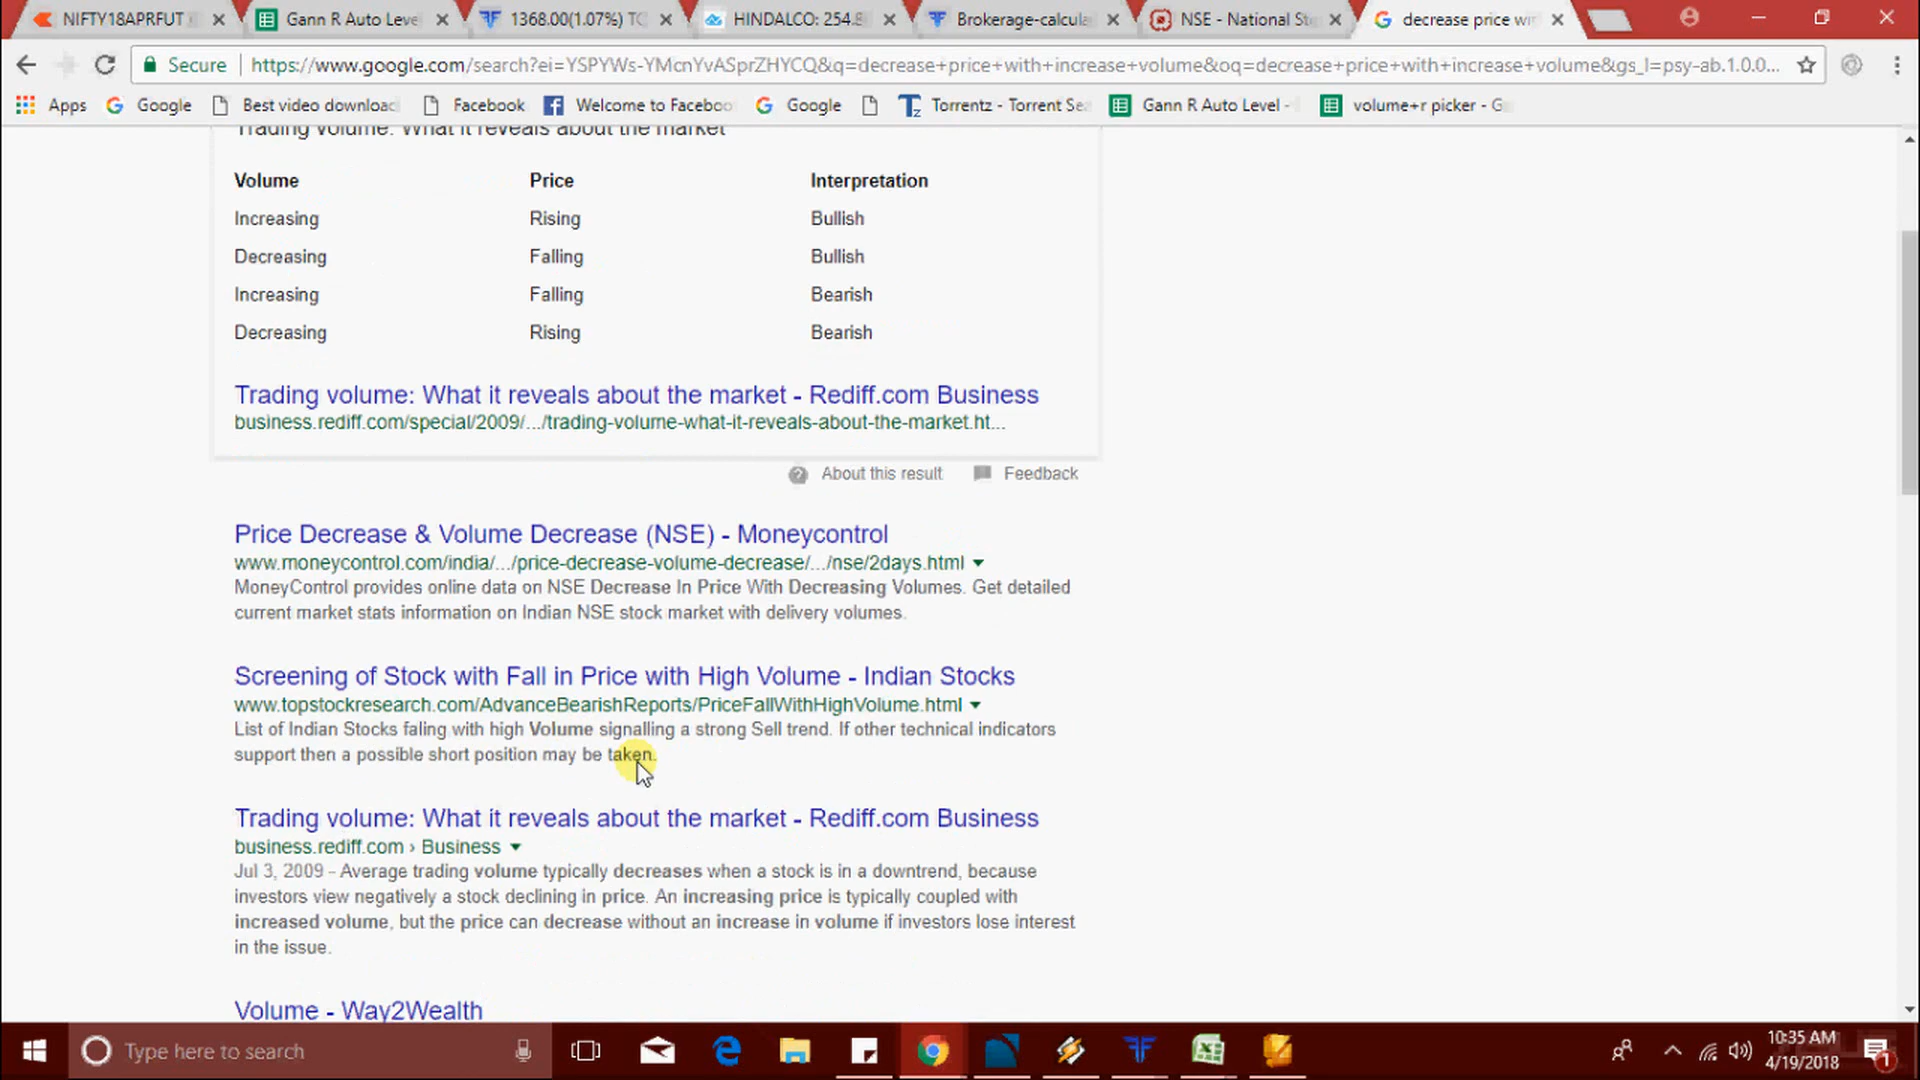 NIFTY18APRFUT
Gann R Auto Leve
1368.00(1.07%) TC
HINDALCO: 254.8
Brokerage-calcula
NSE - National St
decrease price wi
Secure
https://www.google.com/search?ei=YSPYWs-YMcnYvASprZHYCQ&q=decrease+price+with+increase+volume&oq=decrease+price+with+increase+volume&gs_l=psy-ab.1.0.0...
Apps
Google
Best video downloac
Facebook
Welcome to Faceboo
Google
Torrentz - Torrent Sea
Gann R Auto Level -
volume+r picker - G
Trading volume: What it reveals about the market
Volume Price Interpretation
Increasing Rising Bullish
Decreasing Falling Bullish
Increasing Falling Bearish
Decreasing Rising Bearish
Trading volume: What it reveals about the market - Rediff.com Business
business.rediff.com/special/2009/.../trading-volume-what-it-reveals-about-the-market.ht...
About this result Feedback
Price Decrease & Volume Decrease (NSE) - Moneycontrol
www.moneycontrol.com/india/.../price-decrease-volume-decrease/.../nse/2days.html
MoneyControl provides online data on NSE Decrease In Price With Decreasing Volumes. Get detailed
current market stats information on Indian NSE stock market with delivery volumes.
Screening of Stock with Fall in Price with High Volume - Indian Stocks
www.topstockresearch.com/AdvanceBearishReports/PriceFallWithHighVolume.html
List of Indian Stocks faling with high Volume signalling a strong Sell trend. If other technical indicators
support then a possible short position may be taken.
Trading volume: What it reveals about the market - Rediff.com Business
business.rediff.com › Business
Jul 3, 2009 - Average trading volume typically decreases when a stock is in a downtrend, because
investors view negatively a stock declining in price. An increasing price is typically coupled with
increased volume, but the price can decrease without an increase in volume if investors lose interest
in the issue.
Volume - Way2Wealth
Type here to search
10:35 AM
4/19/2018
1